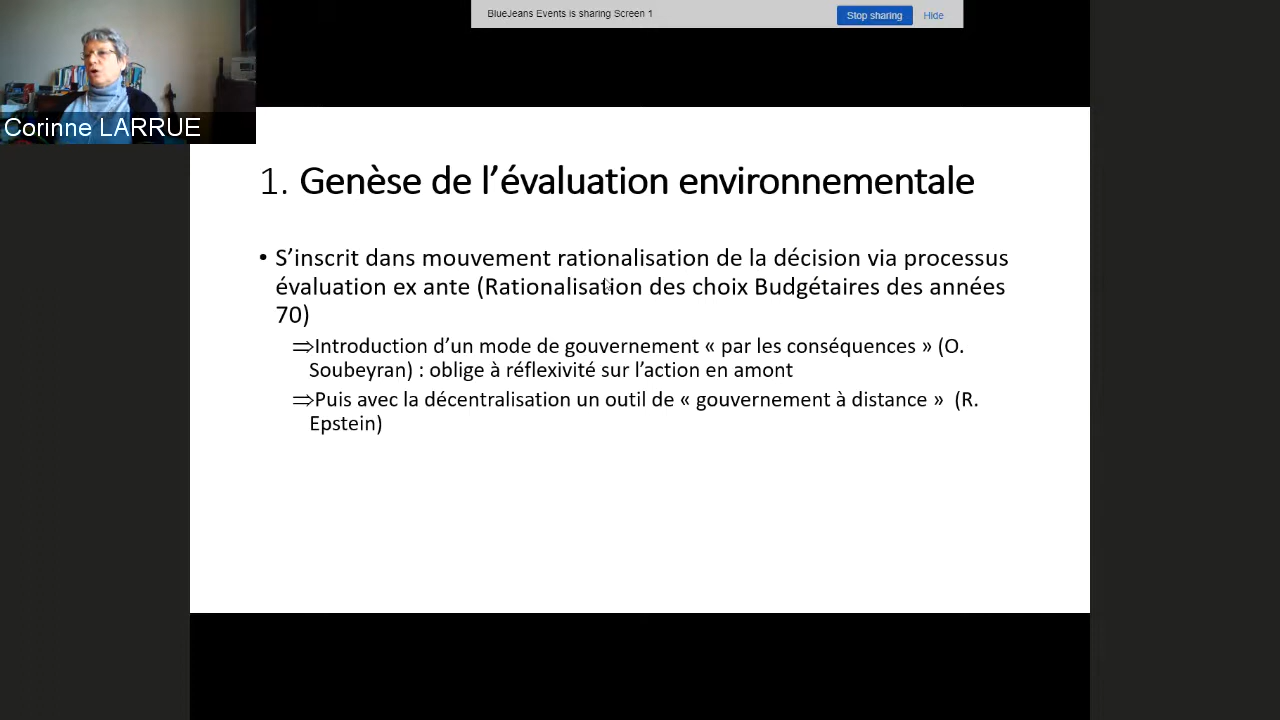 BlueJeans Events is sharing Screen 1
Stop sharing
Hide
Corinne LARRUE
1. Genèse de l’évaluation environnementale
• S’inscrit dans mouvement rationalisation de la décision via processus
évaluation ex ante (Rationalisation des choix Budgétaires des années
70)
⇒Introduction d’un mode de gouvernement « par les conséquences » (O.
Soubeyran) : oblige à réflexivité sur l’action en amont
⇒Puis avec la décentralisation un outil de « gouvernement à distance » (R.
Epstein)